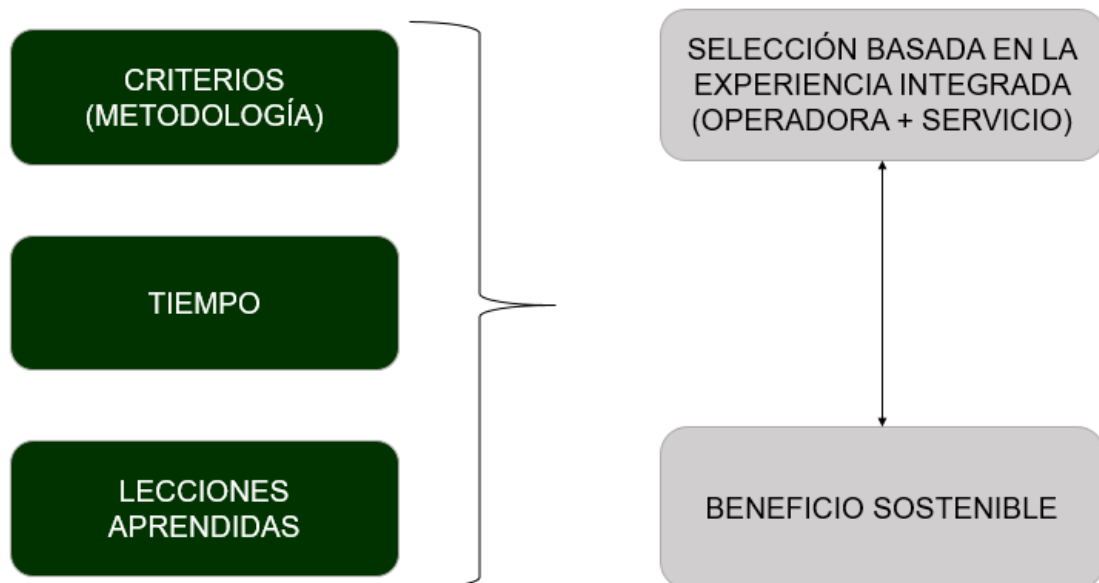 CRITERIOS
(METODOLOGÍA)
TIEMPO
LECCIONES
APRENDIDAS
SELECCIÓN BASADA EN LA
EXPERIENCIA INTEGRADA
(OPERADORA + SERVICIO)
BENEFICIO SOSTENIBLE